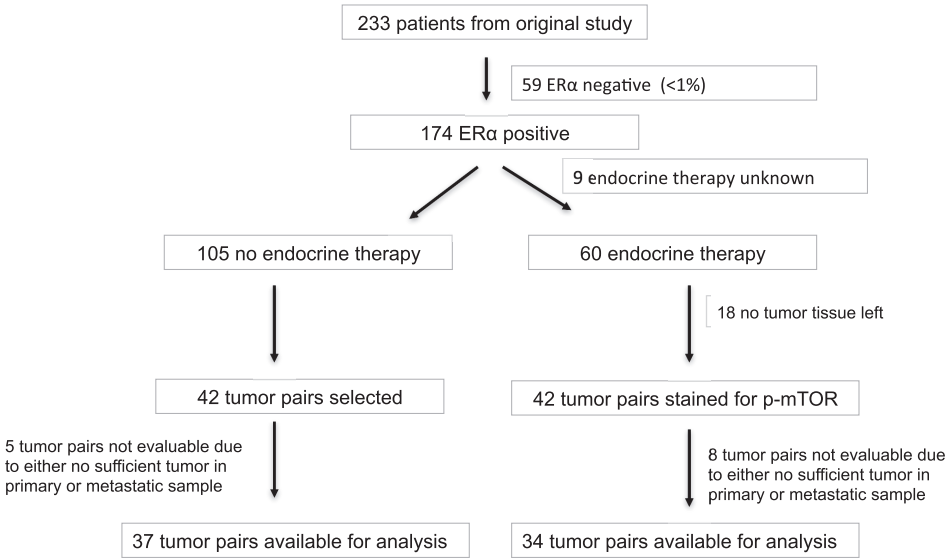 233 patients from original study
59 ERα negative  (<1%)
174 ERα positive
9 endocrine therapy unknown
105 no endocrine therapy
60 endocrine therapy
18 no tumor tissue left
42 tumor pairs selected
42 tumor pairs stained for p-mTOR
5 tumor pairs not evaluable due
to either no sufficient tumor in
primary or metastatic sample
8 tumor pairs not evaluable due
to either no sufficient tumor in
primary or metastatic sample
37 tumor pairs available for analysis
34 tumor pairs available for analysis